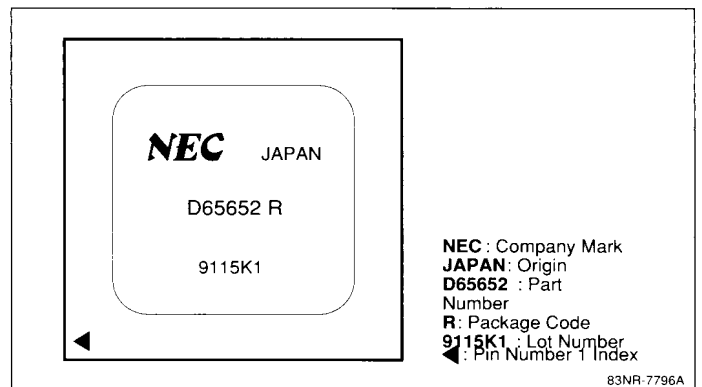 NEC JAPAN
D65652 R
9115K1
◀
NEC : Company Mark
JAPAN: Origin
D65652 : Part
Number
R: Package Code
9115K1 : Lot Number
◀: Pin Number 1 Index
83NR-7796A